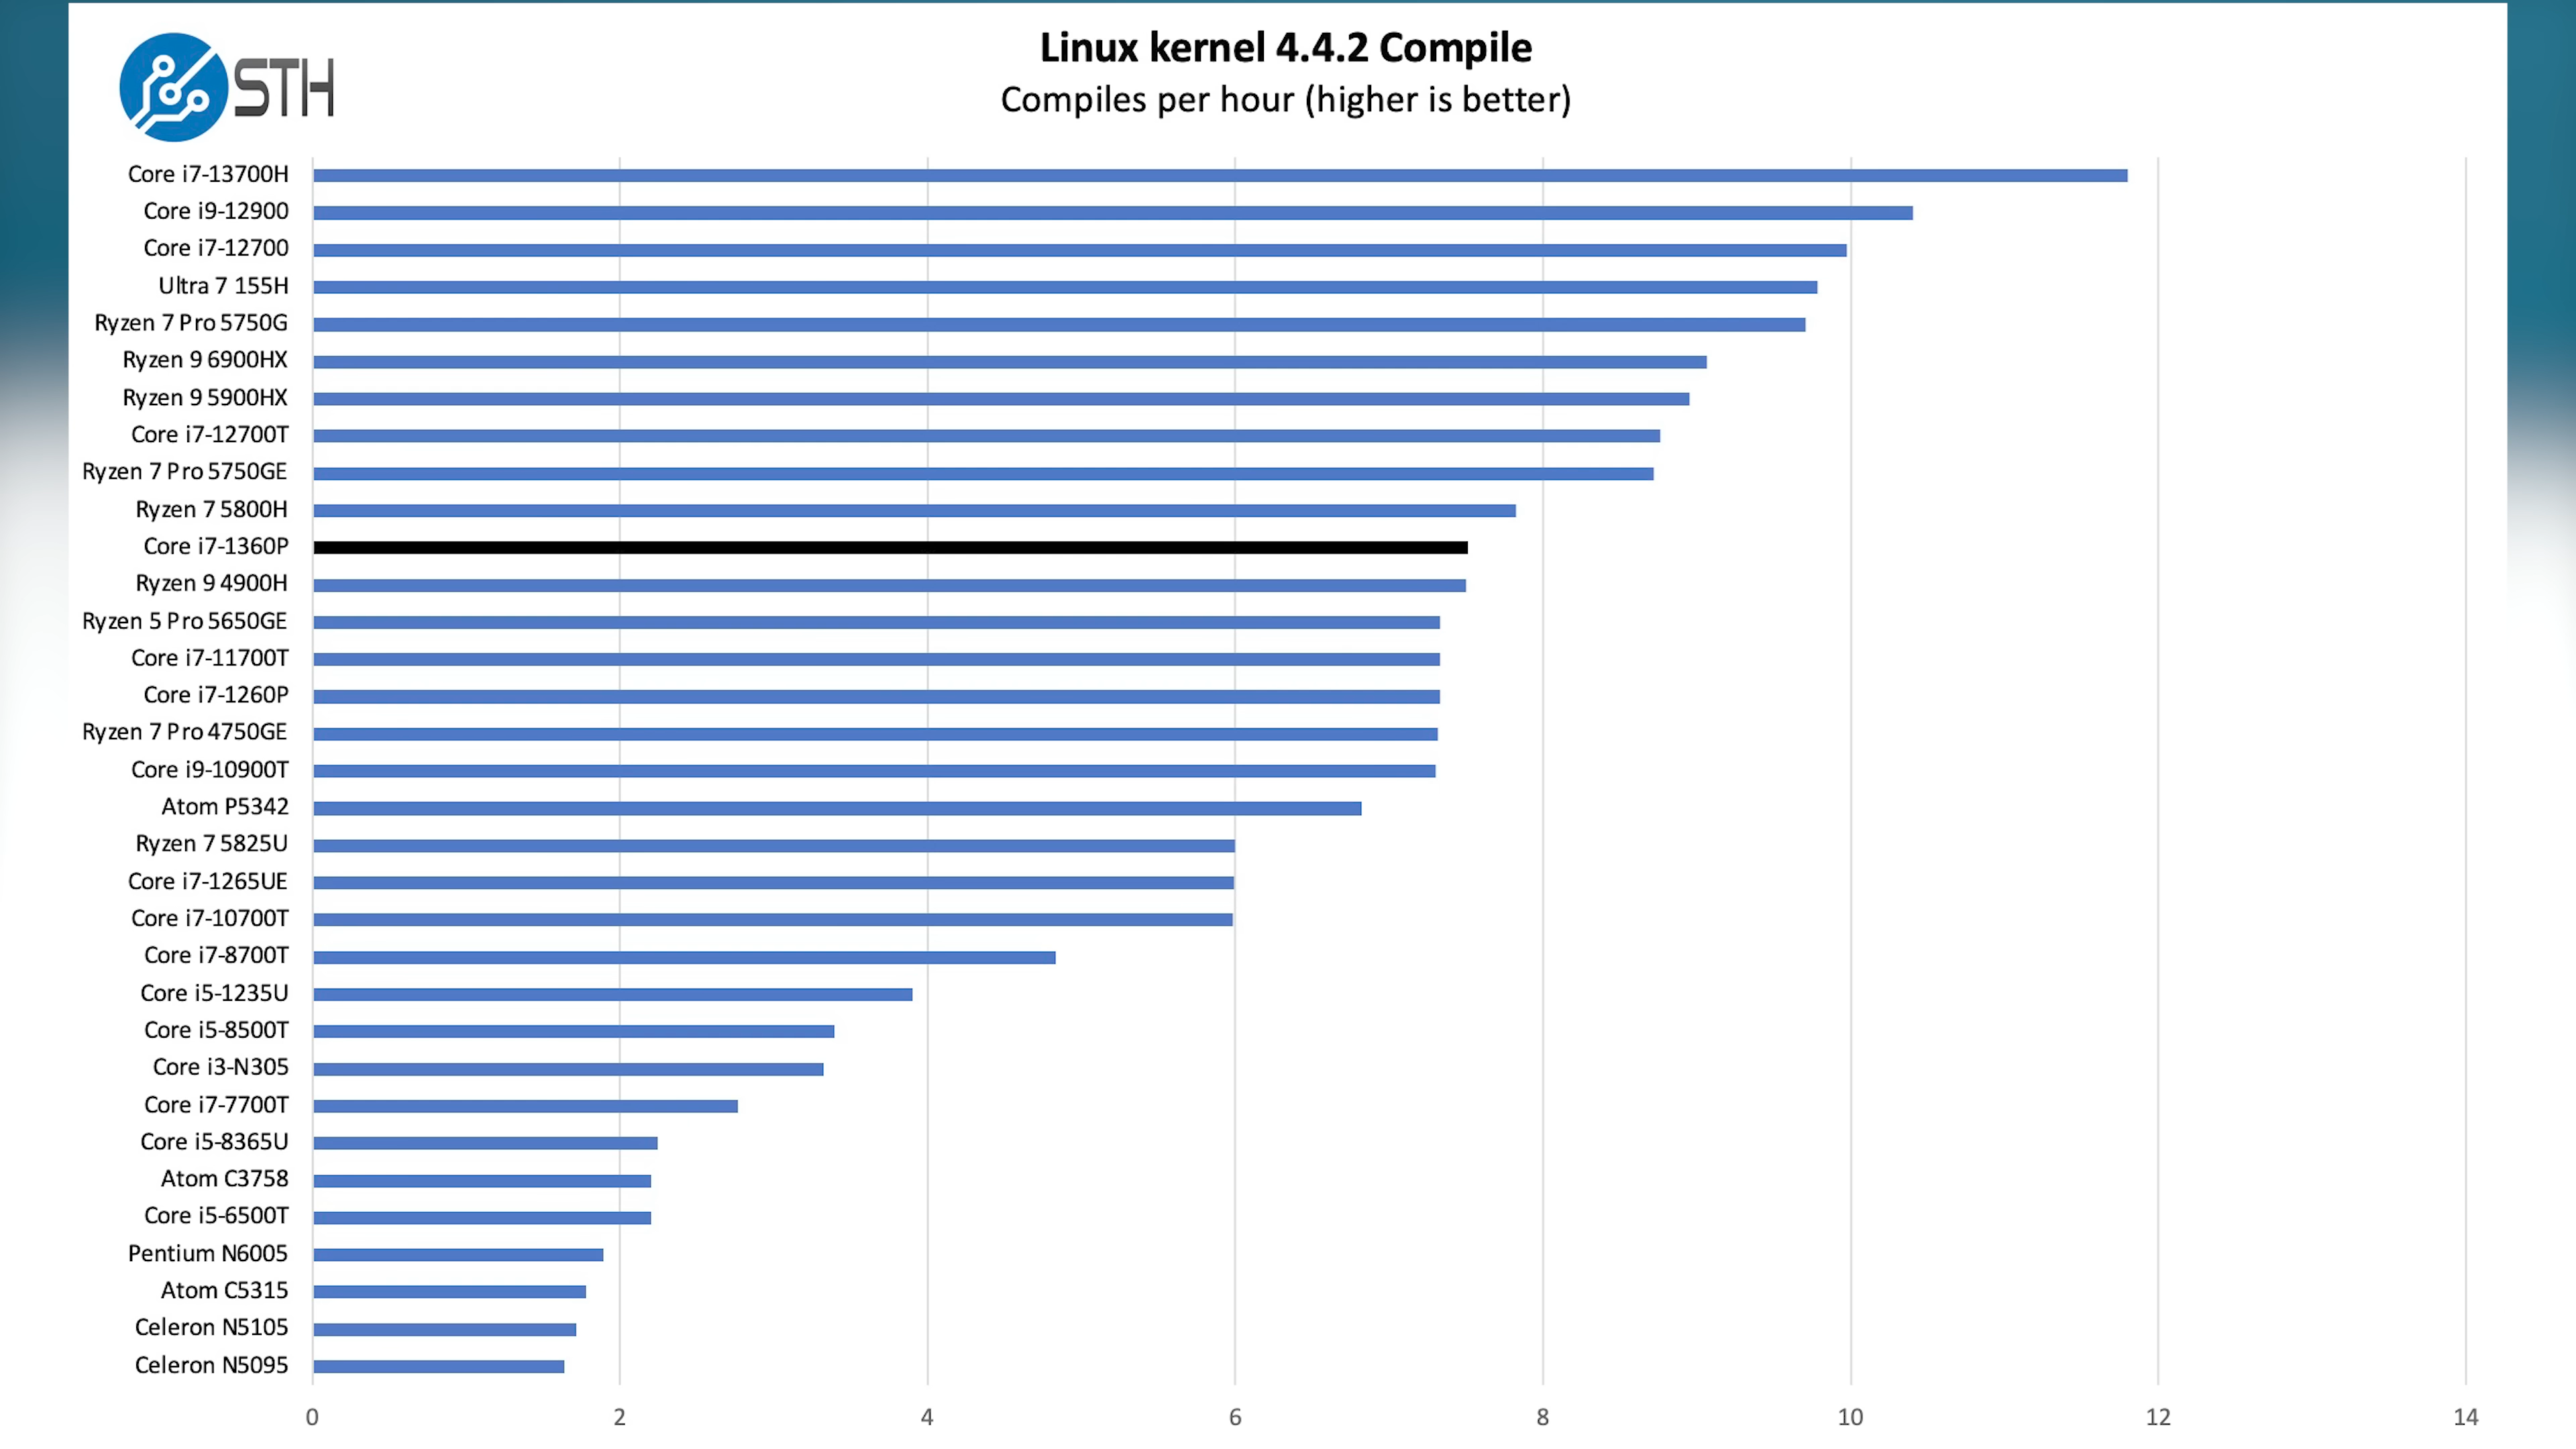 STH
Linux kernel 4.4.2 Compile
Compiles per hour (higher is better)
Core i7-13700H
Core i9-12900
Core i7-12700
Ultra 7 155H
Ryzen 7 Pro 5750G
Ryzen 9 6900HX
Ryzen 9 5900HX
Core i7-12700T
Ryzen 7 Pro 5750GE
Ryzen 7 5800H
Core i7-1360P
Ryzen 9 4900H
Ryzen 5 Pro 5650GE
Core i7-11700T
Core i7-1260P
Ryzen 7 Pro 4750GE
Core i9-10900T
Atom P5342
Ryzen 7 5825U
Core i7-1265UE
Core i7-10700T
Core i7-8700T
Core i5-1235U
Core i5-8500T
Core i3-N305
Core i7-7700T
Core i5-8365U
Atom C3758
Core i5-6500T
Pentium N6005
Atom C5315
Celeron N5105
Celeron N5095
0 2 4 6 8 10 12 14